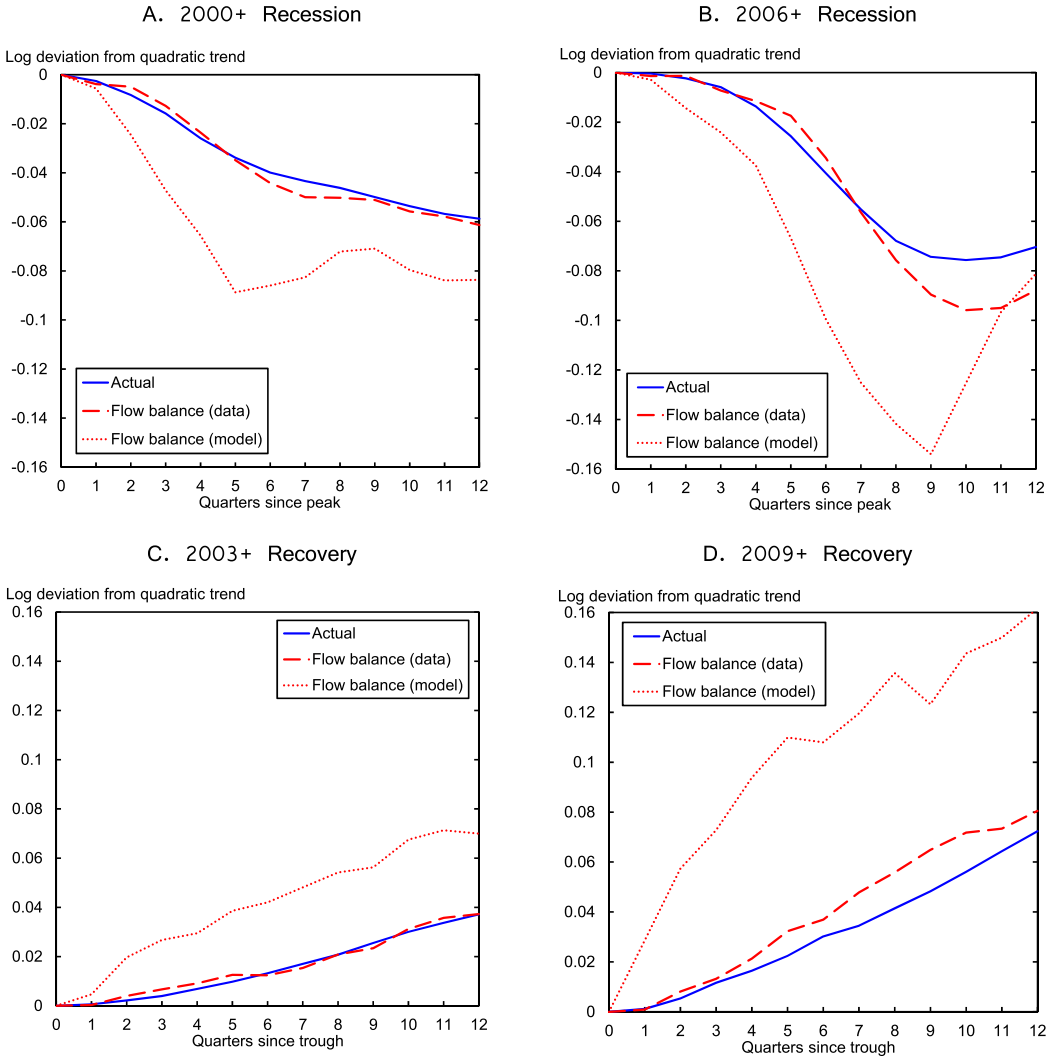 A. 2000+ Recession
Log deviation from quadratic trend
0
-0.02
-0.04
-0.06
-0.08
-0.1
-0.12
-0.14
-0.16
Actual
Flow balance (data)
Flow balance (model)
0 1 2 3 4 5 6 7 8 9 10 11 12
Quarters since peak
B. 2006+ Recession
Log deviation from quadratic trend
0
-0.02
-0.04
-0.06
-0.08
-0.1
-0.12
-0.14
-0.16
Actual
Flow balance (data)
Flow balance (model)
0 1 2 3 4 5 6 7 8 9 10 11 12
Quarters since peak
C. 2003+ Recovery
Log deviation from quadratic trend
0.16
0.14
0.12
0.1
0.08
0.06
0.04
0.02
0
Actual
Flow balance (data)
Flow balance (model)
0 1 2 3 4 5 6 7 8 9 10 11 12
Quarters since trough
D. 2009+ Recovery
Log deviation from quadratic trend
0.16
0.14
0.12
0.1
0.08
0.06
0.04
0.02
0
Actual
Flow balance (data)
Flow balance (model)
0 1 2 3 4 5 6 7 8 9 10 11 12
Quarters since trough